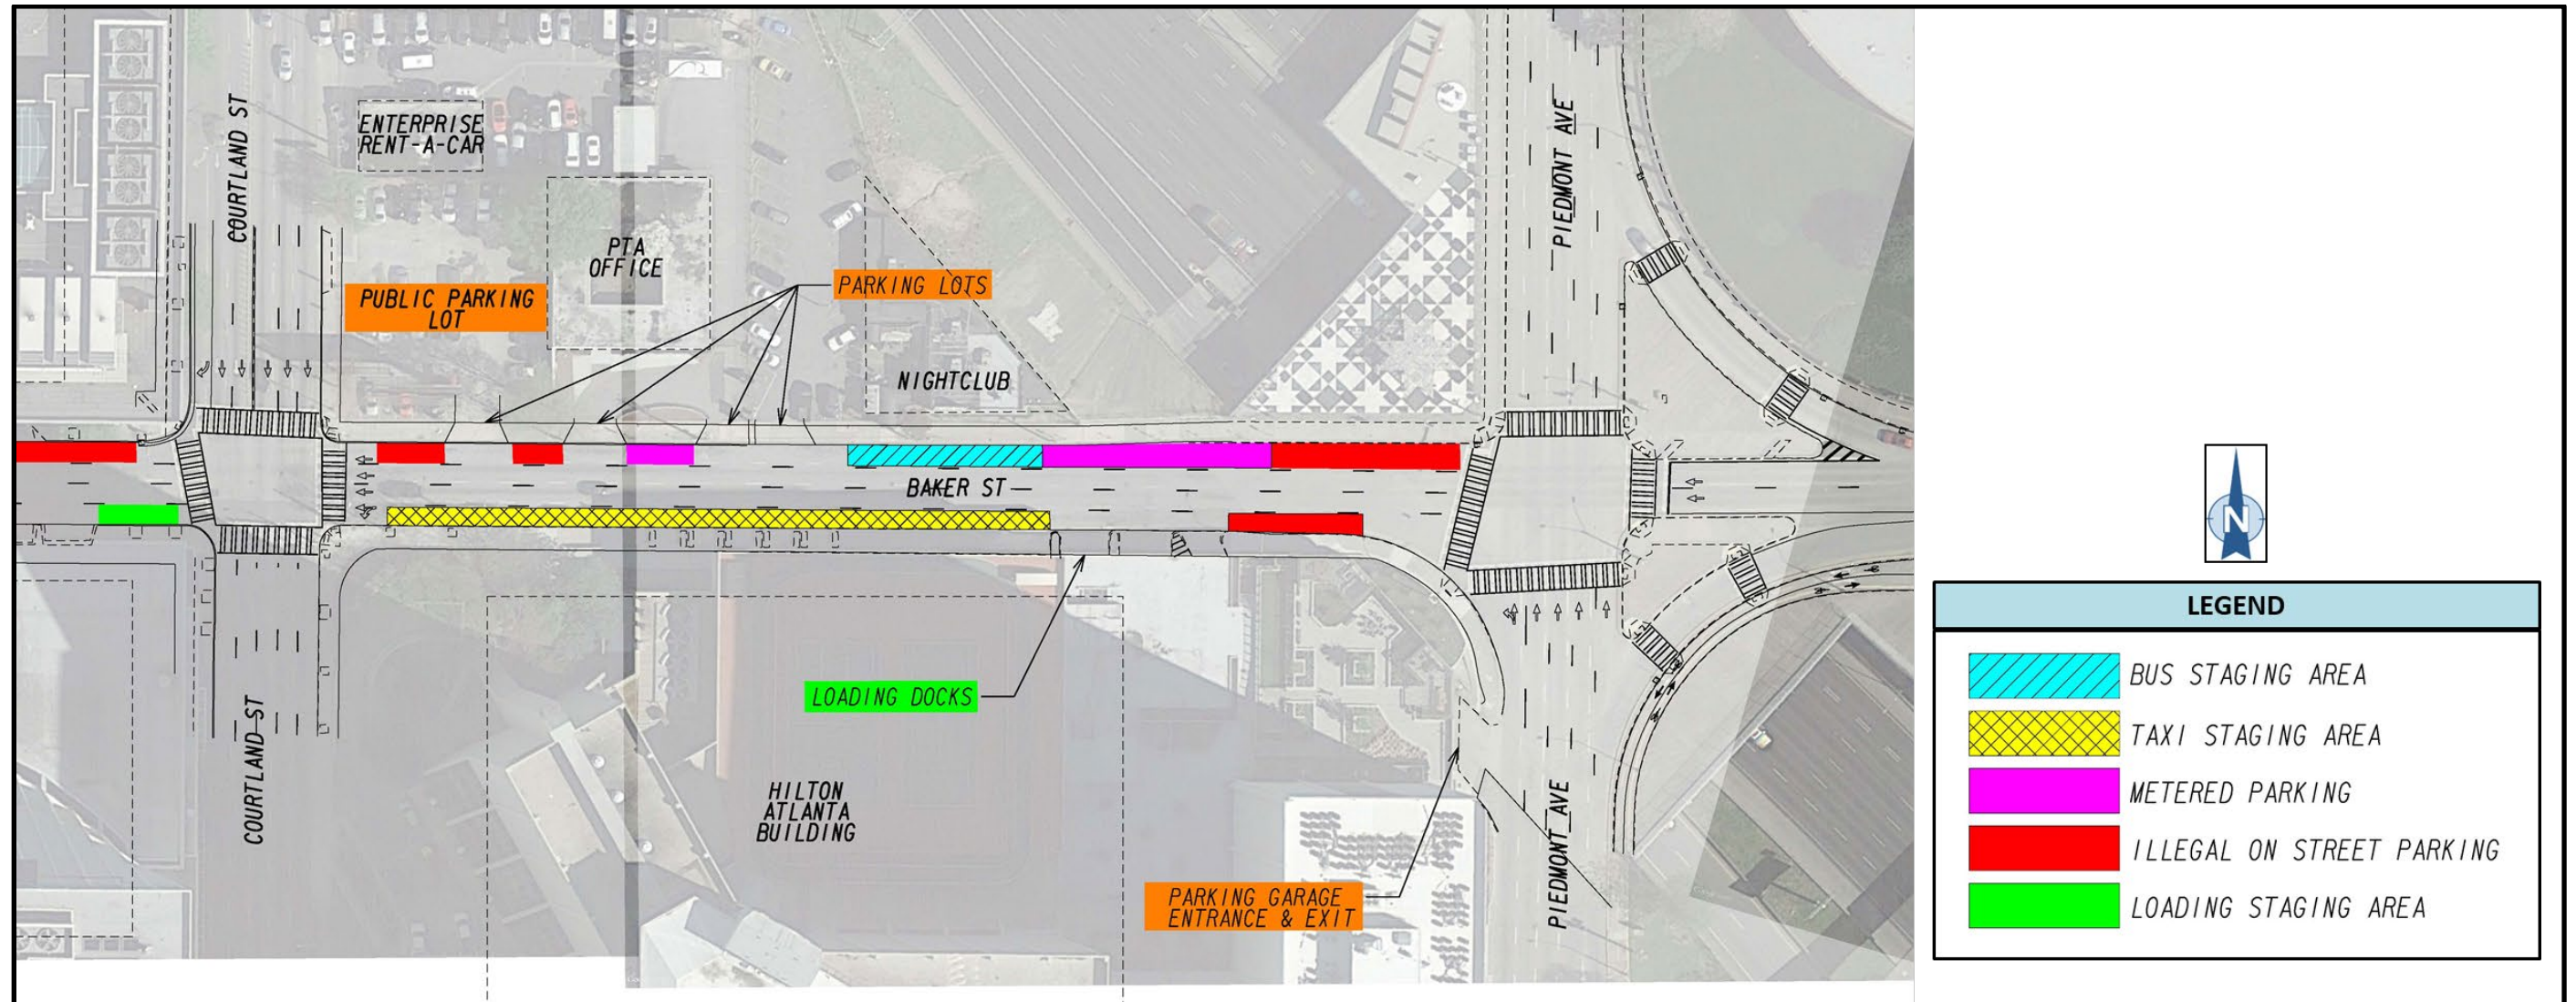 COURTLAND ST
ENTERPRISE
RENT-A-CAR
PTA
OFFICE
PUBLIC PARKING
LOT
PARKING LOTS
NIGHTCLUB
PIEDMONT AVE
BAKER ST
LOADING DOCKS
COURTLAND ST
HILTON
ATLANTA
BUILDING
PARKING GARAGE
ENTRANCE & EXIT
PIEDMONT AVE
N
LEGEND
BUS STAGING AREA
TAXI STAGING AREA
METERED PARKING
ILLEGAL ON STREET PARKING
LOADING STAGING AREA